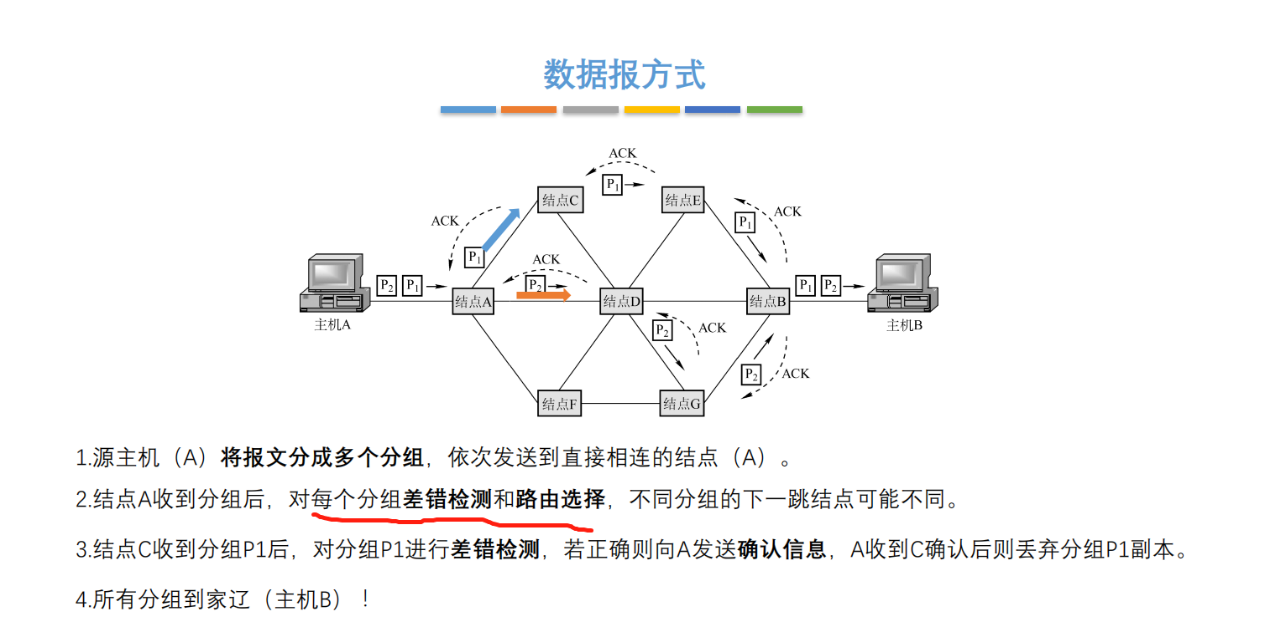 数据报方式
ACK
P1
结点C
结点E
ACK
P1
ACK
P1
ACK
P2 P1
P2
结点A
结点D
结点B
P1 P2
主机A
主机B
P2
ACK
P2
ACK
结点F
结点G
1.源主机（A）将报文分成多个分组，依次发送到直接相连的结点（A）。
2.结点A收到分组后，对每个分组差错检测和路由选择，不同分组的下一跳结点可能不同。
3.结点C收到分组P1后，对分组P1进行差错检测，若正确则向A发送确认信息，A收到C确认后则丢弃分组P1副本。
4.所有分组到家辽（主机B）！